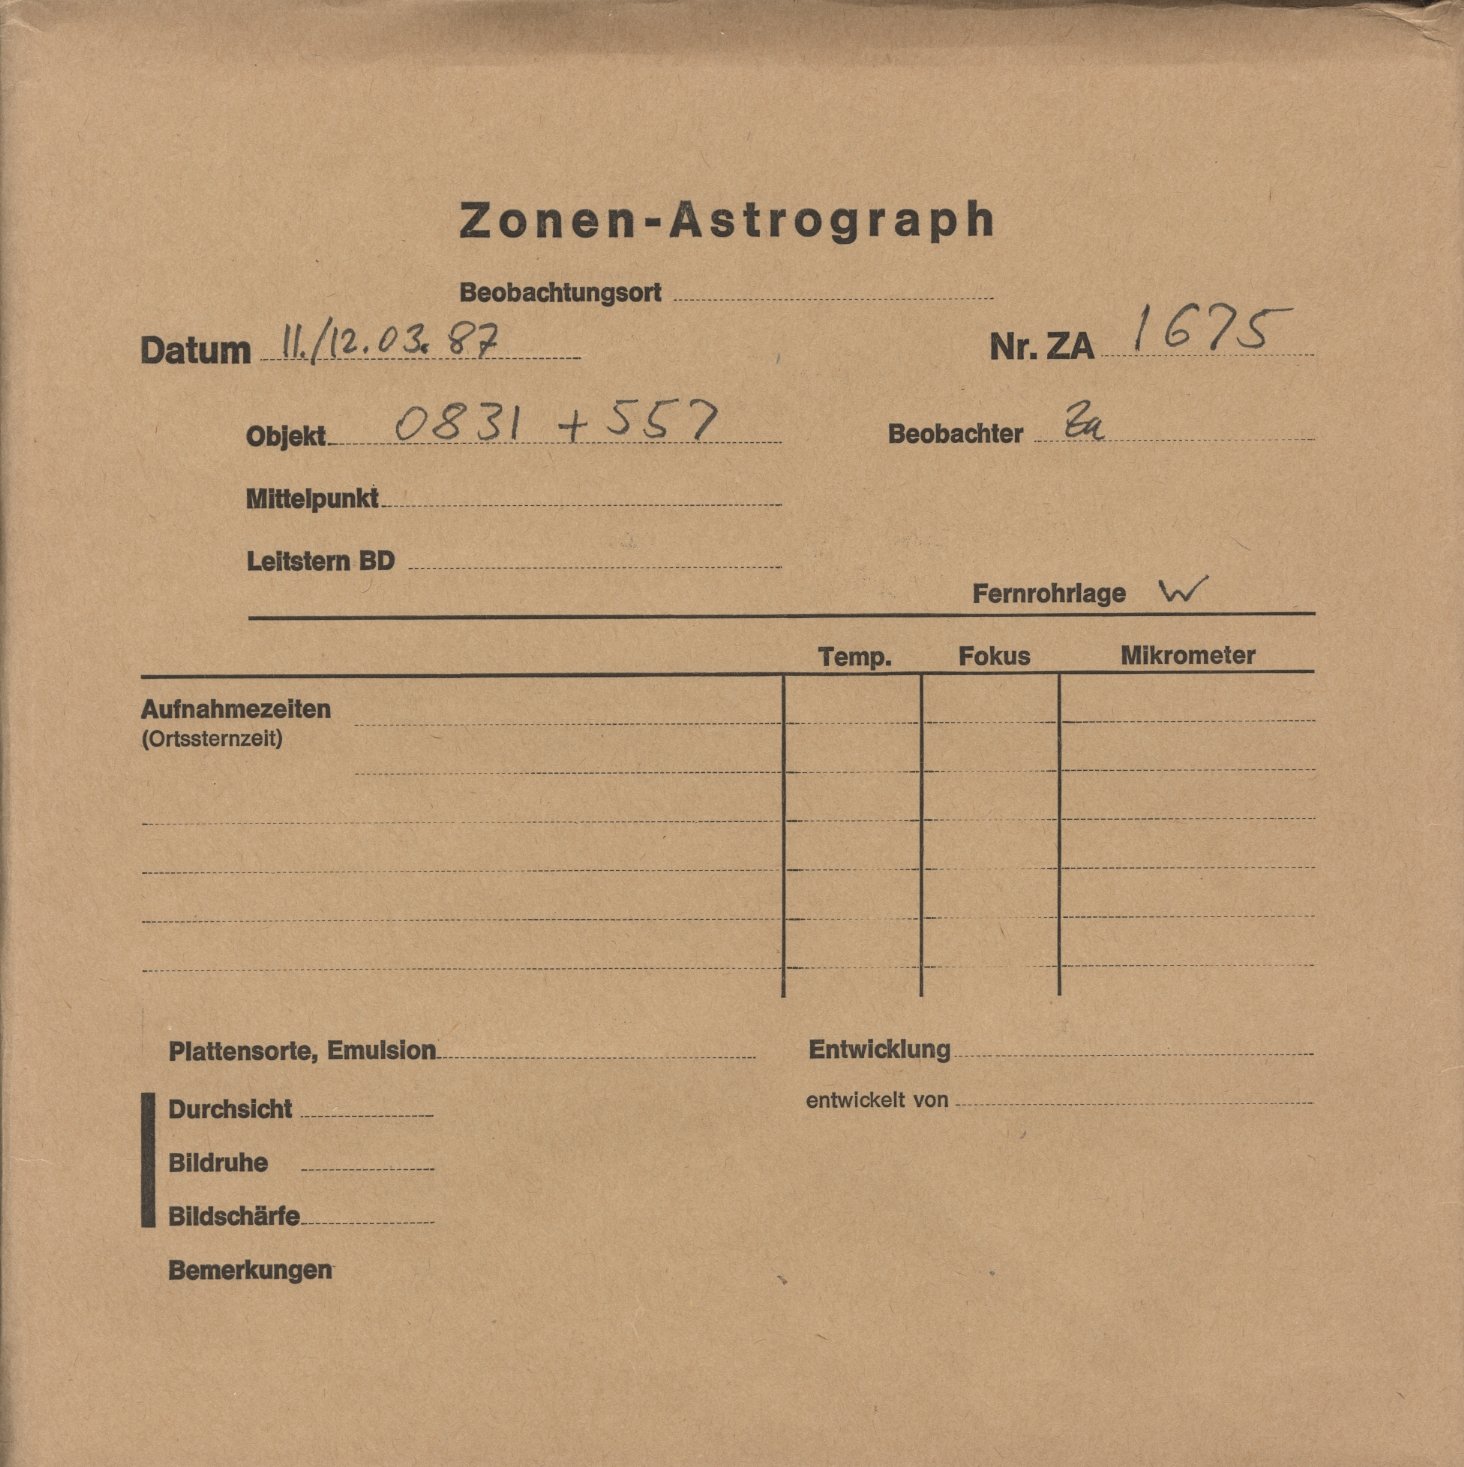 Zonen-Astrograph
Beobachtungsort
Datum 11./12.03.87 Nr. ZA 1675
Objekt 0831 + 557 Beobachter Za
Mittelpunkt
Leitstern BD
Fernrohrlage W
Temp. Fokus Mikrometer
Aufnahmezeiten
(Ortssternzeit)
Plattensorte, Emulsion Entwicklung
Durchsicht entwickelt von
Bildruhe
Bildschärfe
Bemerkungen